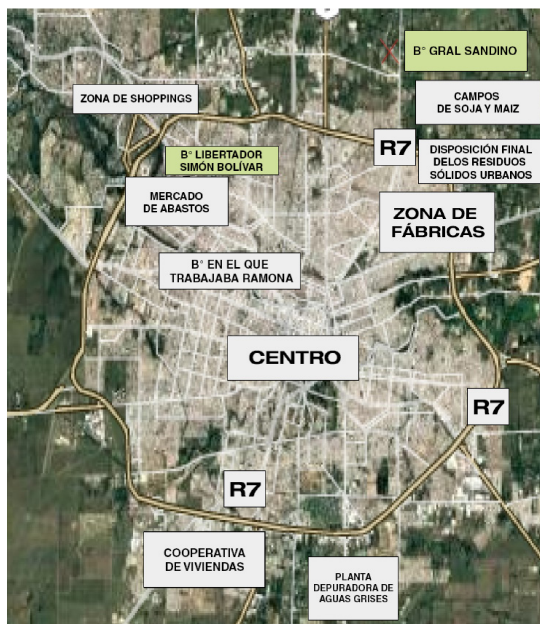 B° GRAL SANDINO
ZONA DE SHOPPINGS
CAMPOS
DE SOJA Y MAIZ
R7
B° LIBERTADOR
SIMÓN BOLÍVAR
DISPOSICIÓN FINAL
DELOS RESIDUOS
SÓLIDOS URBANOS
MERCADO
DE ABASTOS
ZONA DE
FÁBRICAS
B° EN EL QUE
TRABAJABA RAMONA
CENTRO
R7
R7
COOPERATIVA
DE VIVIENDAS
PLANTA
DEPURADORA DE
AGUAS GRISES